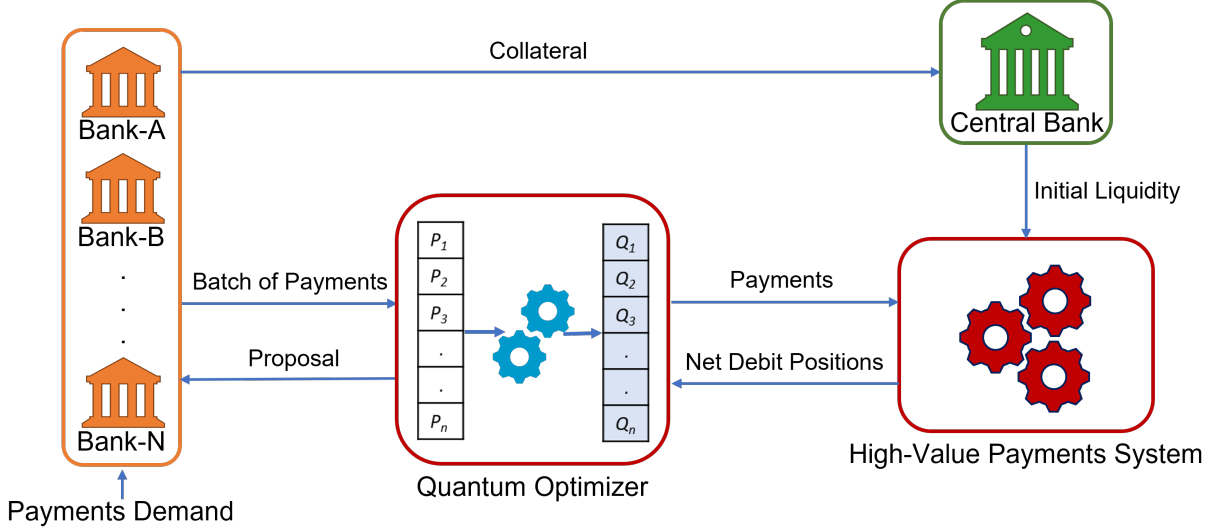 Collateral
Central Bank
Bank-A
Bank-B
.
.
.
Bank-N
Payments Demand
Batch of Payments
Proposal
P1
P2
P3
.
.
Pn
Q1
Q2
Q3
.
.
Qn
Quantum Optimizer
Payments
Net Debit Positions
Initial Liquidity
High-Value Payments System